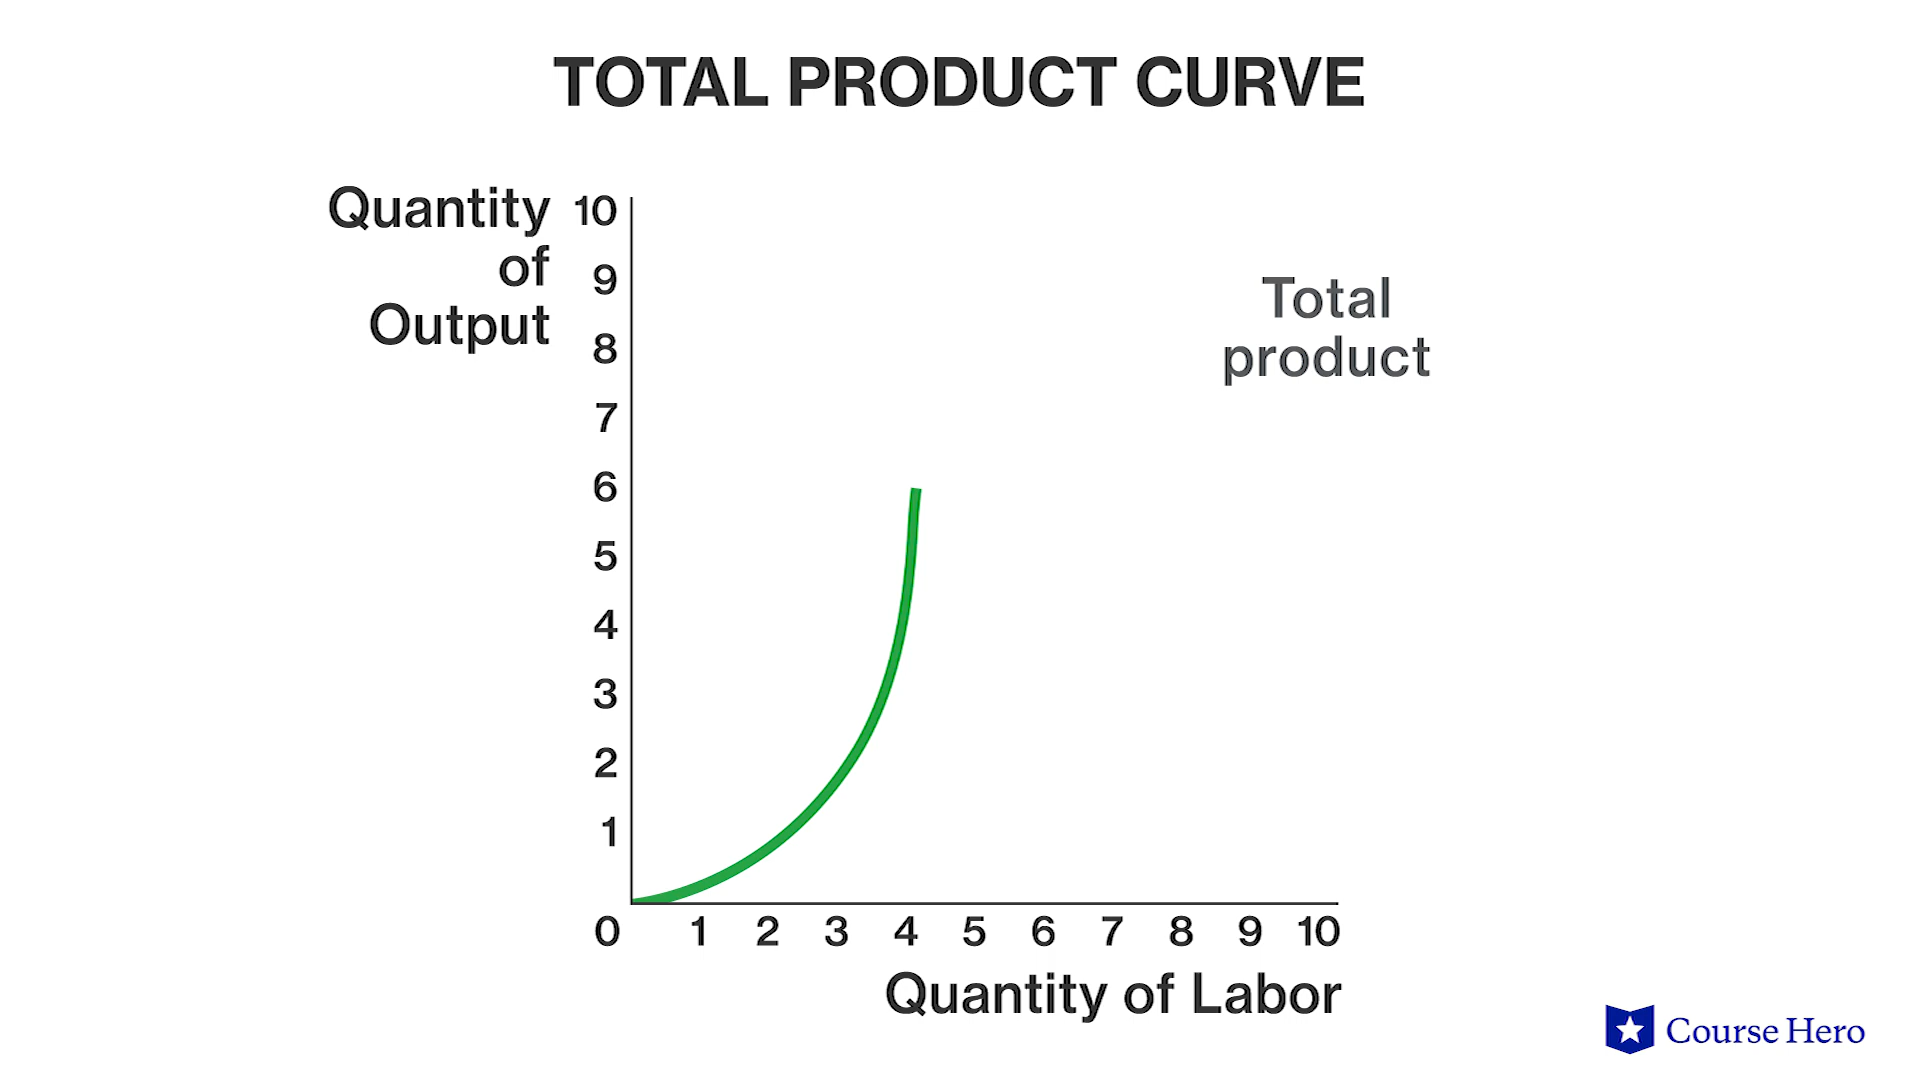 TOTAL PRODUCT CURVE
Quantity
of
Output
10
9
8
7
6
5
4
3
2
1
Total
product
0 1 2 3 4 5 6 7 8 9 10
Quantity of Labor
Course Hero